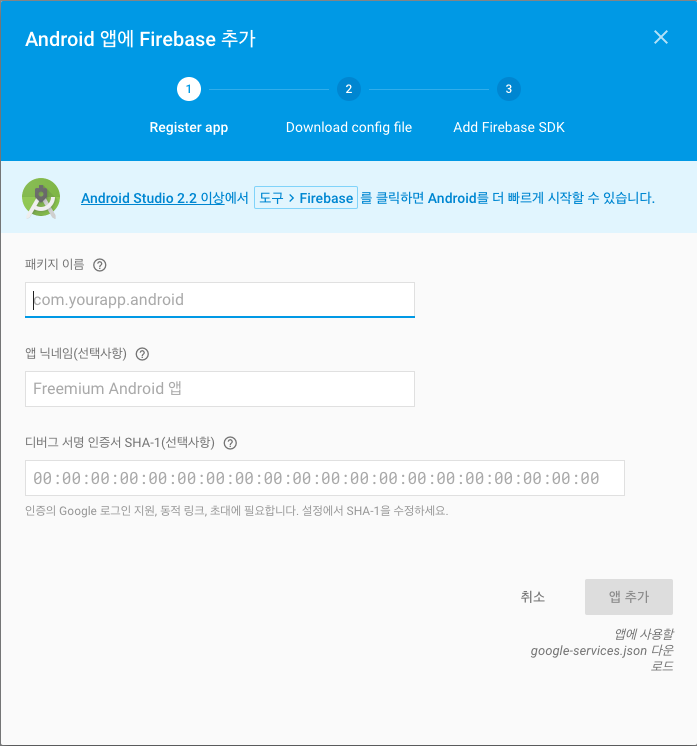 Android 앱에 Firebase 추가
1 2 3
Register app Download config file Add Firebase SDK
Android Studio 2.2 이상에서 도구 > Firebase 를 클릭하면 Android를 더 빠르게 시작할 수 있습니다.
패키지 이름 ?
com.yourapp.android
앱 닉네임(선택사항) ?
Freemium Android 앱
디버그 서명 인증서 SHA-1(선택사항) ?
00:00:00:00:00:00:00:00:00:00:00:00:00:00:00:00:00:00:00:00
인증의 Google 로그인 지원, 동적 링크, 초대에 필요합니다. 설정에서 SHA-1을 수정하세요.
취소 앱 추가
앱에 사용할
google-services.json 다운
로드